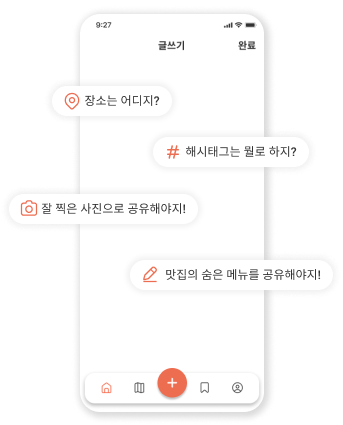 9:27
글쓰기 완료
장소는 어디지?
# 해시태그는 뭘로 하지?
잘 찍은 사진으로 공유해야지!
맛집의 숨은 메뉴를 공유해야지!